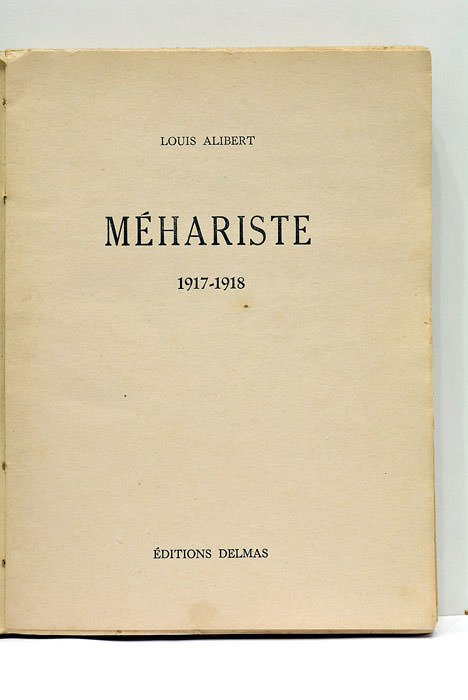 LOUIS ALIBERT
MÉHARISTE
1917-1918
ÉDITIONS DELMAS